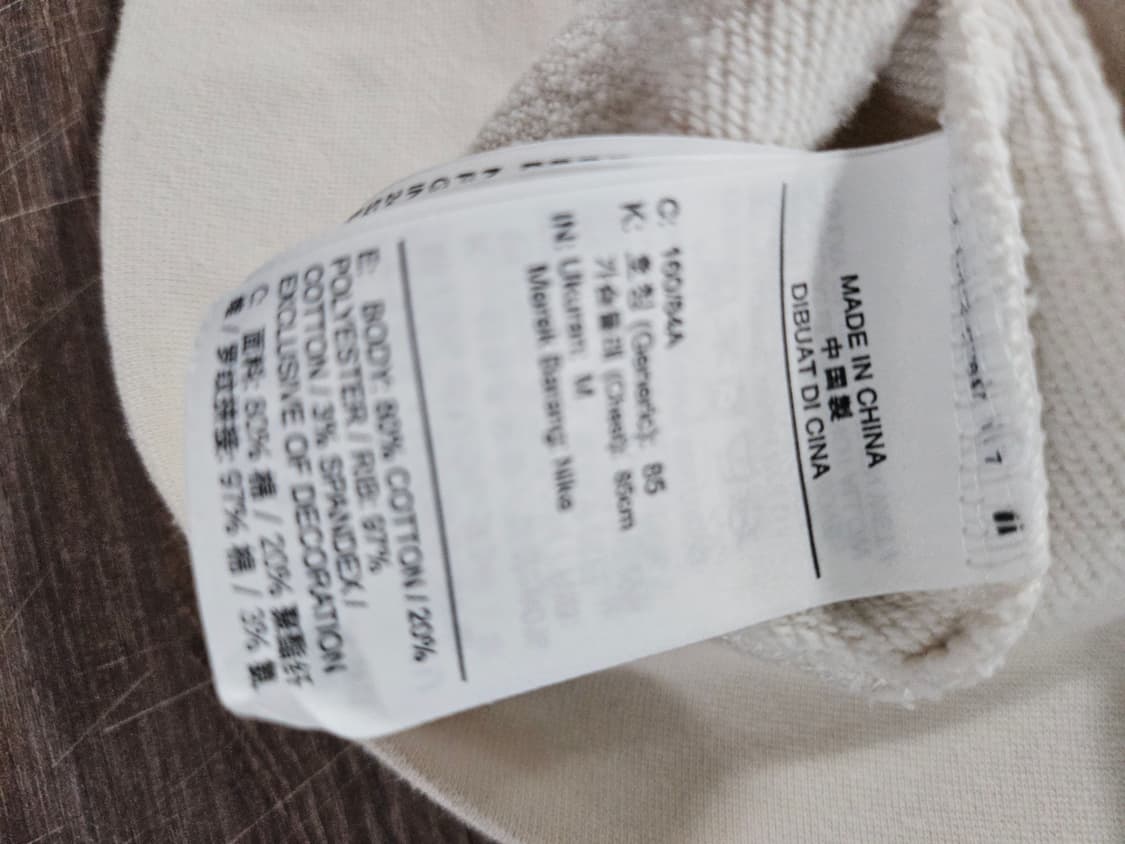 MADE IN CHINA
中国製
DIBUAT DI CINA
C: 160/84A
K: 호칭 (Generic): 85
가슴둘레 (Chest): 85cm
IN: Ukuran: M
Merek Barang: Nike
E: BODY: 80% COTTON / 20%
POLYESTER / RIB: 97%
COTTON / 3% SPANDEX /
EXCLUSIVE OF DECORATION
C: 面料: 80% 棉 / 20% 聚酯纤
维 / 罗纹拼接: 97% 棉 / 3% 氨